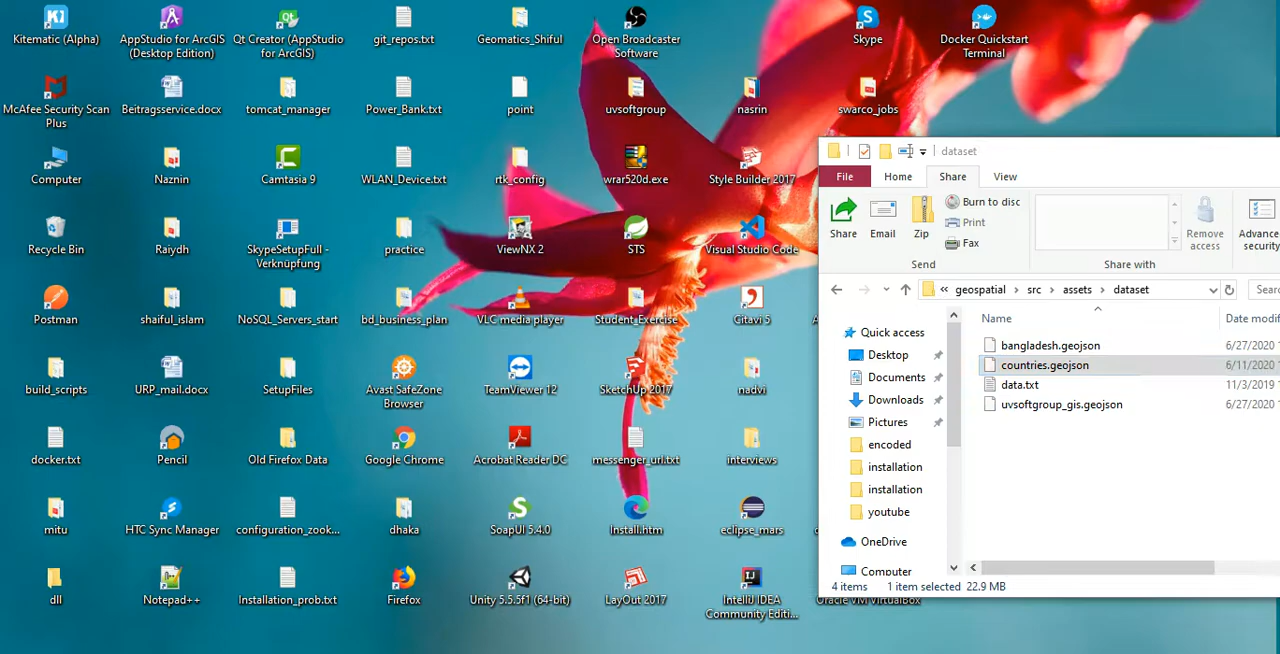 Kitematic (Alpha)
AppStudio for ArcGIS
(Desktop Edition)
Qt Creator (AppStudio
for ArcGIS)
git_repos.txt
Geomatics_Shiful
Open Broadcaster
Software
Skype
Docker Quickstart
Terminal
McAfee Security Scan
Plus
Beitragsservice.docx
tomcat_manager
Power_Bank.txt
point
uvsoftgroup
nasrin
swarco_jobs
Computer
Naznin
Camtasia 9
WLAN_Device.txt
rtk_config
wrar520d.exe
Style Builder 2017
Recycle Bin
Raiydh
SkypeSetupFull -
Verknüpfung
practice
ViewNX 2
STS
Visual Studio Code
Postman
shaiful_islam
NoSQL_Servers_start
bd_business_plan
VLC media player
Student_Exercise
Citavi 5
build_scripts
URP_mail.docx
SetupFiles
Avast SafeZone
Browser
TeamViewer 12
SketchUp 2017
nadvi
docker.txt
Pencil
Old Firefox Data
Google Chrome
Acrobat Reader DC
messenger_url.txt
interviews
mitu
HTC Sync Manager
configuration_zook...
dhaka
SoapUI 5.4.0
Install.htm
eclipse_mars
dll
Notepad++
Installation_prob.txt
Firefox
Unity 5.5.5f1 (64-bit)
LayOut 2017
IntelliJ IDEA
Community Editi...
Oracle VM VirtualBox
dataset
File
Home
Share
View
Share
Email
Zip
Burn to disc
Print
Fax
Send
Remove
access
Advance
security
Share with
« geospatial > src > assets > dataset
Searc
Quick access
Desktop
Documents
Downloads
Pictures
encoded
installation
installation
youtube
OneDrive
Computer
Name
Date modif
bangladesh.geojson
6/27/2020
countries.geojson
6/11/2020
data.txt
11/3/2019
uvsoftgroup_gis.geojson
6/27/2020
4 items
1 item selected 22.9 MB